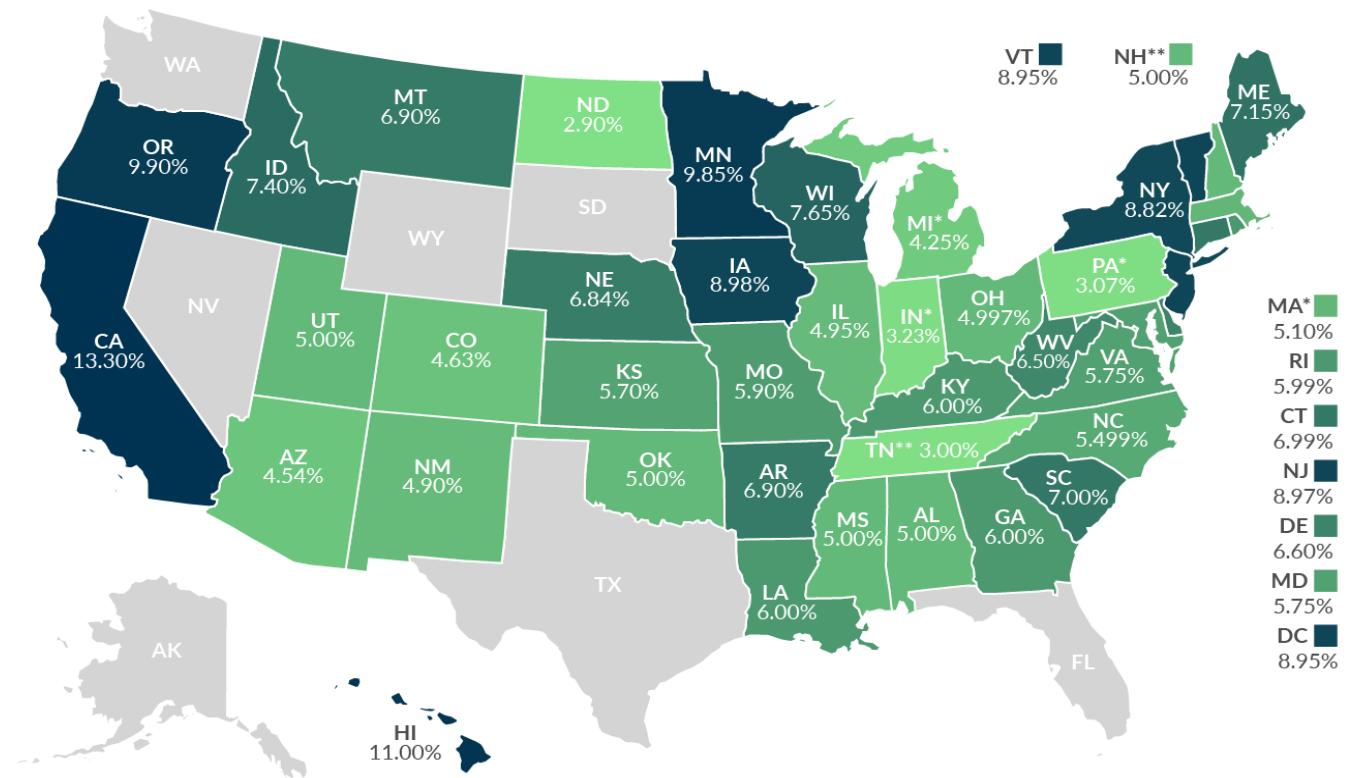 WA
MT
6.90%
ND
2.90%
VT
8.95%
NH**
5.00%
ME
7.15%
OR
9.90%
ID
7.40%
MN
9.85%
WI
7.65%
NY
8.82%
SD
WY
MI*
4.25%
NV
NE
6.84%
IA
8.98%
PA*
3.07%
UT
5.00%
CO
4.63%
IL
4.95%
IN*
3.23%
OH
4.997%
MA*
5.10%
CA
13.30%
KS
5.70%
MO
5.90%
WV
6.50%
VA
5.75%
RI
5.99%
KY
6.00%
CT
6.99%
NC
5.499%
AZ
4.54%
NM
4.90%
OK
5.00%
AR
6.90%
TN** 3.00%
SC
7.00%
NJ
8.97%
MS
5.00%
AL
5.00%
GA
6.00%
DE
6.60%
TX
LA
6.00%
MD
5.75%
DC
8.95%
AK
FL
HI
11.00%